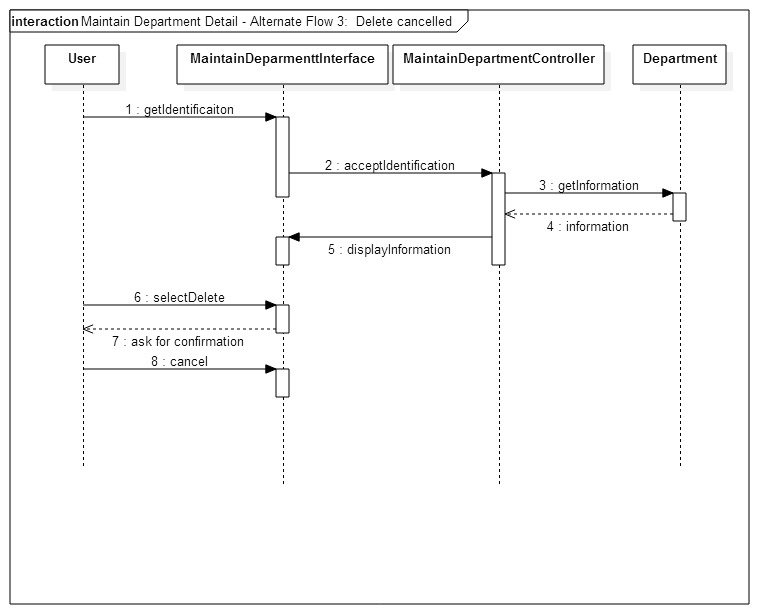 interaction Maintain Department Detail - Alternate Flow 3: Delete cancelled
User
MaintainDeparmenttInterface
MaintainDepartmentController
Department
1 : getIdentificaiton
2 : acceptIdentification
3 : getInformation
4 : information
5 : displayInformation
6 : selectDelete
7 : ask for confirmation
8 : cancel